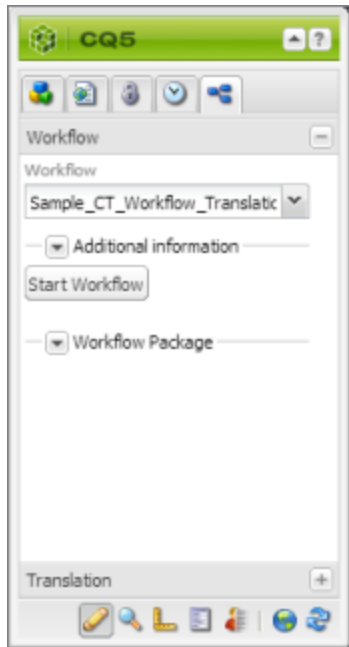 CQ5
?
Workflow
Workflow
Sample_CT_Workflow_Translatic
Additional information
Start Workflow
Workflow Package
Translation